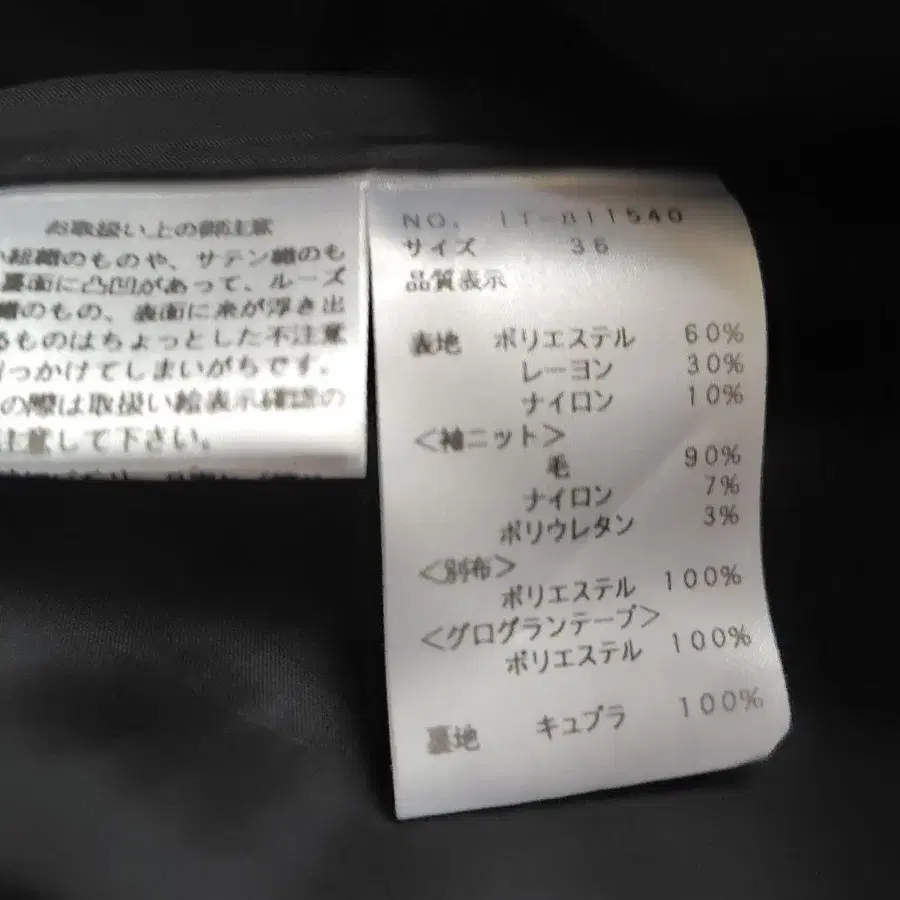 お取扱い上の御注意
い組織のものや、サテン織のも
裏面に凸凹があって、ルーズ
織のもの、表面に糸が浮き出
るものはちょっとした不注意
っかけてしまいがちです。
の際は取扱い絵表示確認の
注意して下さい。
NO. IT-811540
サイズ 36
品質表示
表地 ポリエステル 60%
レーヨン 30%
ナイロン 10%
<袖ニット>
毛 90%
ナイロン 7%
ポリウレタン 3%
<別布>
ポリエステル 100%
<グログランテープ>
ポリエステル 100%
裏地 キュプラ 100%